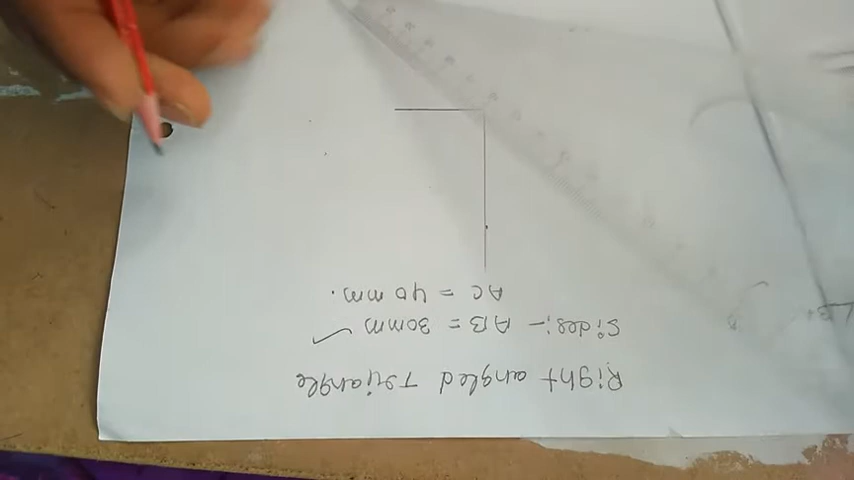 Right angled Triangle
Sides:- AB = 30mm ✓
AC = 40 mm.